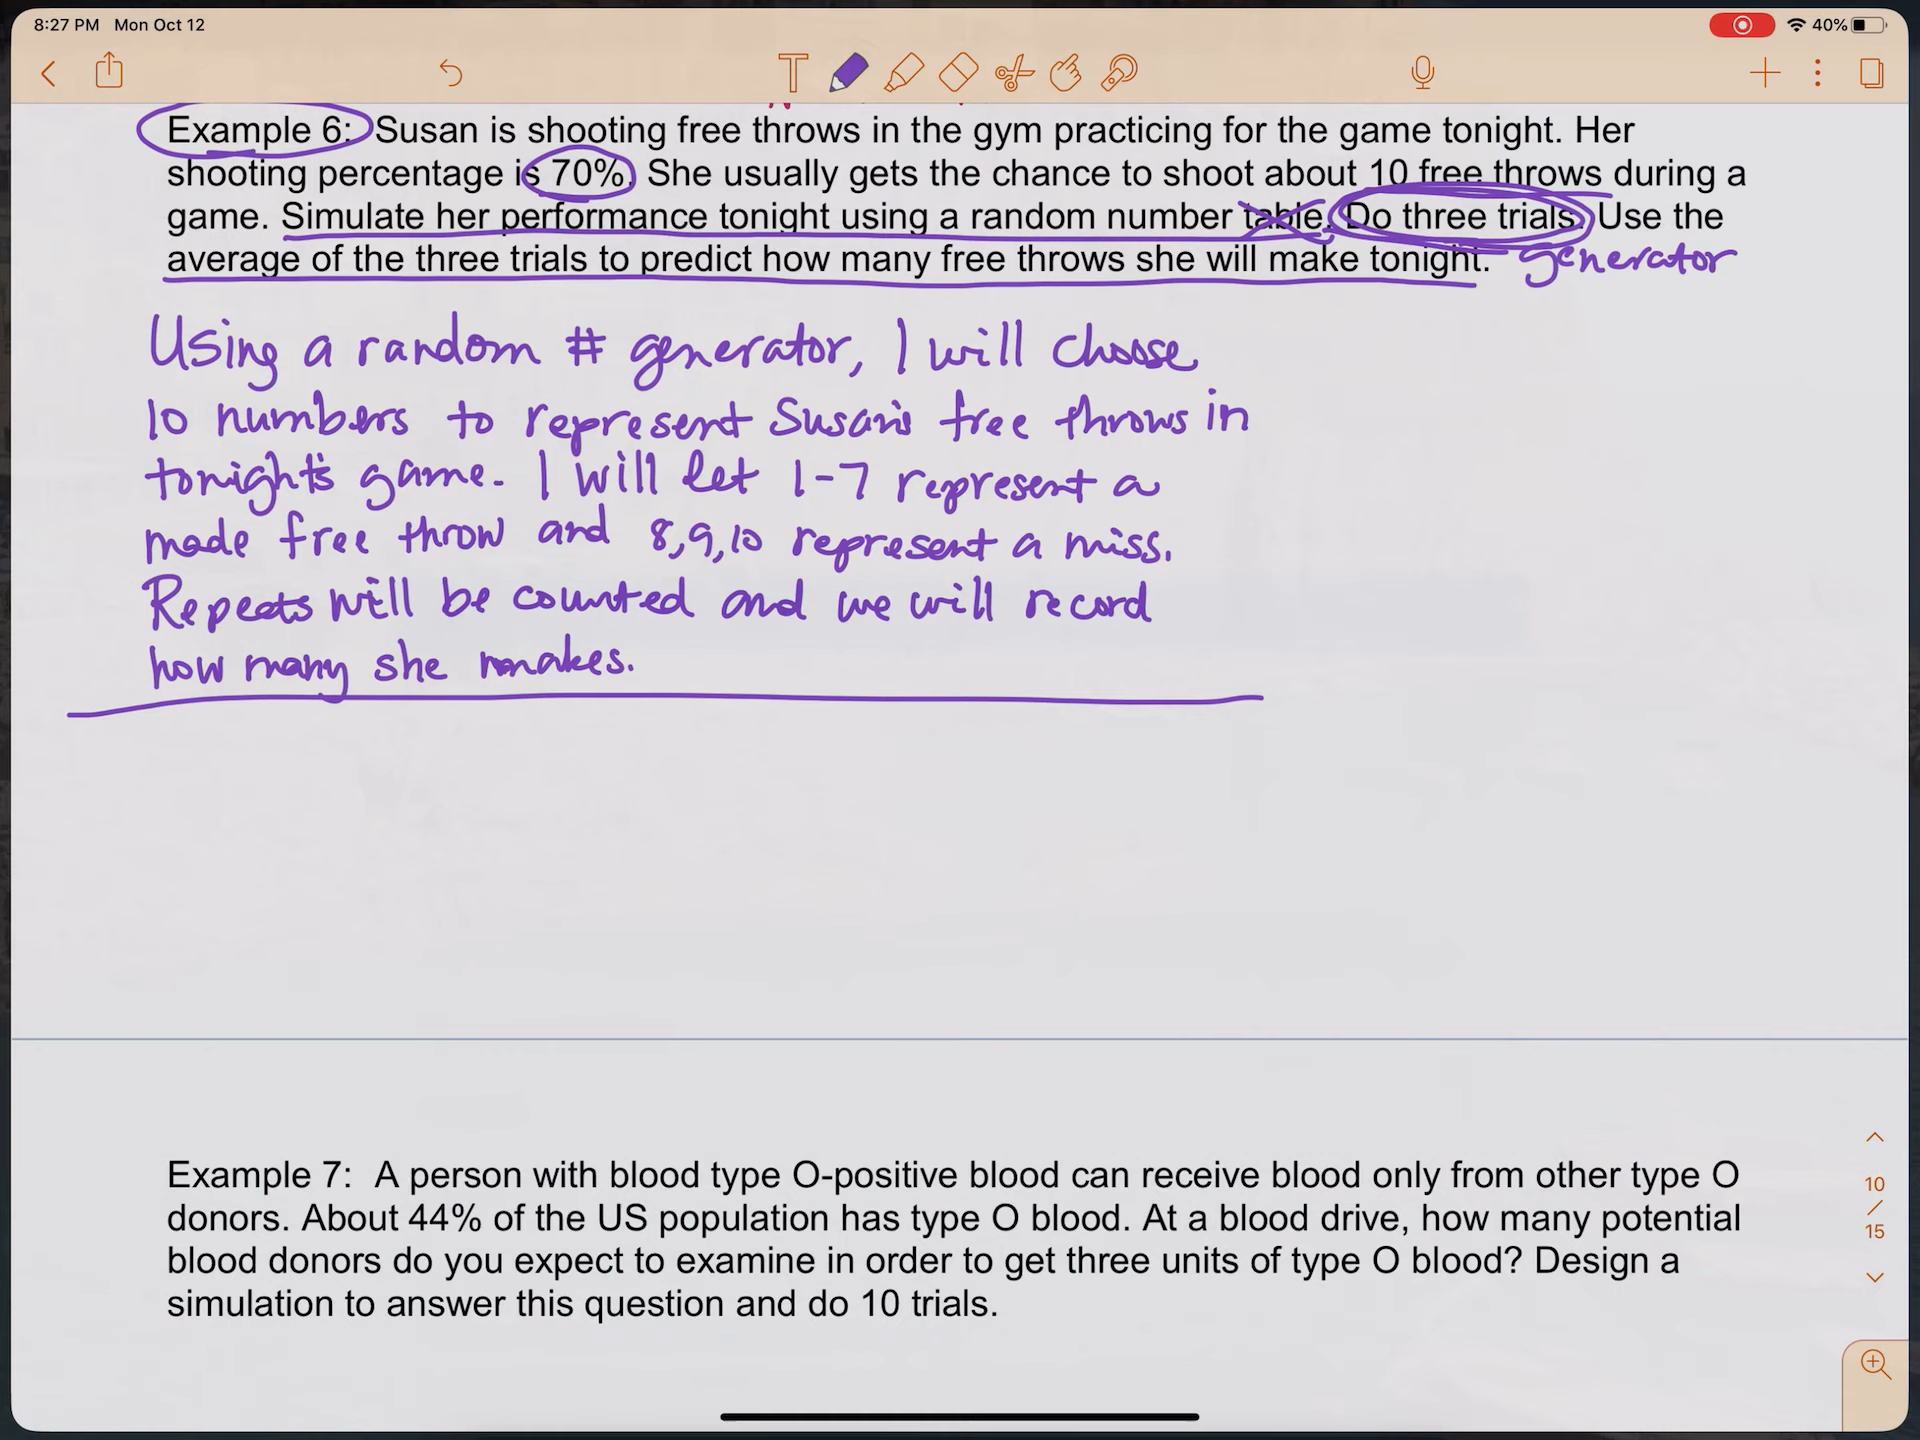 8:27 PM Mon Oct 12
40%
Example 6: Susan is shooting free throws in the gym practicing for the game tonight. Her
shooting percentage is 70%. She usually gets the chance to shoot about 10 free throws during a
game. Simulate her performance tonight using a random number table. Do three trials. Use the
average of the three trials to predict how many free throws she will make tonight. generator
Using a random # generator, I will choose
10 numbers to represent Susan's free throws in
tonight's game. I will let 1-7 represent a
made free throw and 8,9,10 represent a miss.
Repeats will be counted and we will record
how many she makes.
Example 7: A person with blood type O-positive blood can receive blood only from other type O
donors. About 44% of the US population has type O blood. At a blood drive, how many potential
blood donors do you expect to examine in order to get three units of type O blood? Design a
simulation to answer this question and do 10 trials.
10
/
15